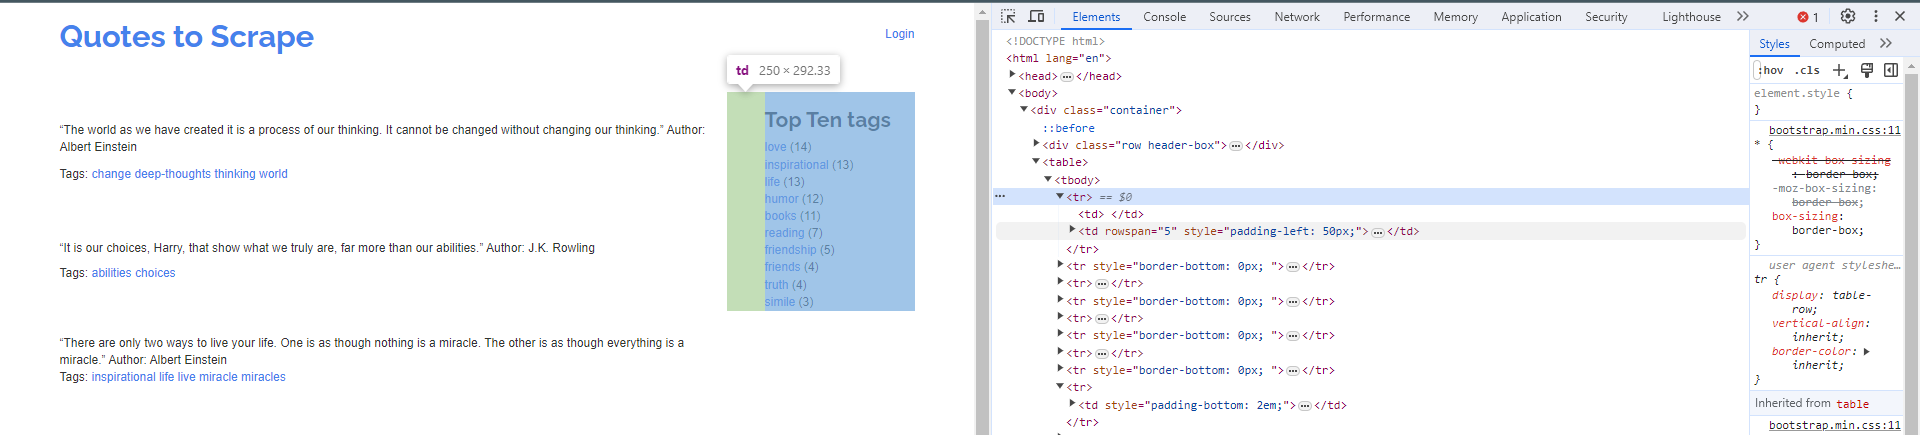 Quotes to Scrape
Login
td 250 × 292.33
“The world as we have created it is a process of our thinking. It cannot be changed without changing our thinking.” Author:
Albert Einstein
Tags: change deep-thoughts thinking world
“It is our choices, Harry, that show what we truly are, far more than our abilities.” Author: J.K. Rowling
Tags: abilities choices
“There are only two ways to live your life. One is as though nothing is a miracle. The other is as though everything is a
miracle.” Author: Albert Einstein
Tags: inspirational life live miracle miracles
Top Ten tags
love (14)
inspirational (13)
life (13)
humor (12)
books (11)
reading (7)
friendship (5)
friends (4)
truth (4)
simile (3)
Elements Console Sources Network Performance Memory Application Security Lighthouse 1
<!DOCTYPE html>
<html lang="en">
<head>…</head>
<body>
<div class="container">
::before
<div class="row header-box">…</div>
<table>
<tbody>
<tr> == $0
<td> </td>
<td rowspan="5" style="padding-left: 50px;">…</td>
</tr>
<tr style="border-bottom: 0px; ">…</tr>
<tr>…</tr>
<tr style="border-bottom: 0px; ">…</tr>
<tr>…</tr>
<tr style="border-bottom: 0px; ">…</tr>
<tr>…</tr>
<tr style="border-bottom: 0px; ">…</tr>
<tr>
<td style="padding-bottom: 2em;">…</td>
</tr>
Styles Computed
:hov .cls
element.style {
}
bootstrap.min.css:11
* {
-webkit-box-sizing
: border-box;
-moz-box-sizing:
border-box;
box-sizing:
border-box;
}
user agent styleshe…
tr {
display: table-
row;
vertical-align:
inherit;
border-color:
inherit;
}
Inherited from table
bootstrap.min.css:11